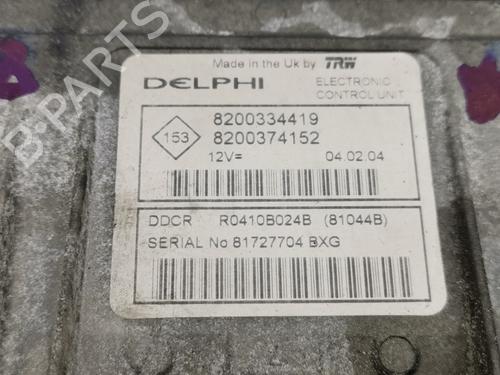 Made in the Uk by TRW
DELPHI
ELECTRONIC
CONTROL UNIT
153
8200334419
8200374152
12V=
04.02.04
DDCR R0410B024B (81044B)
SERIAL No 81727704 BXG
B-PARTS